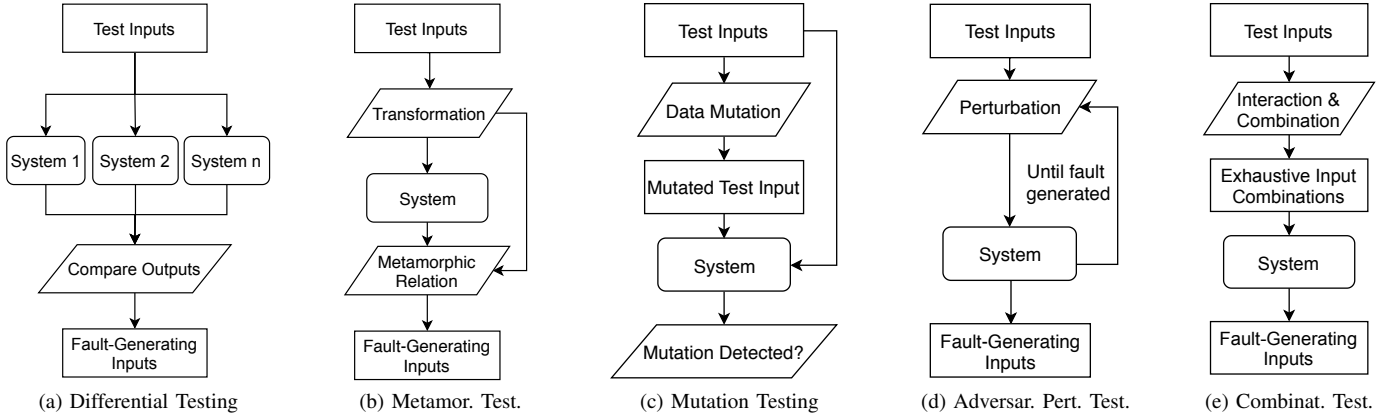 Test Inputs
System 1
System 2
System n
Compare Outputs
Fault-Generating
Inputs
(a) Differential Testing
Test Inputs
Transformation
System
Metamorphic
Relation
Fault-Generating
Inputs
(b) Metamor. Test.
Test Inputs
Data Mutation
Mutated Test Input
System
Mutation Detected?
(c) Mutation Testing
Test Inputs
Perturbation
Until fault
generated
System
Fault-Generating
Inputs
(d) Adversar. Pert. Test.
Test Inputs
Interaction &
Combination
Exhaustive Input
Combinations
System
Fault-Generating
Inputs
(e) Combinat. Test.